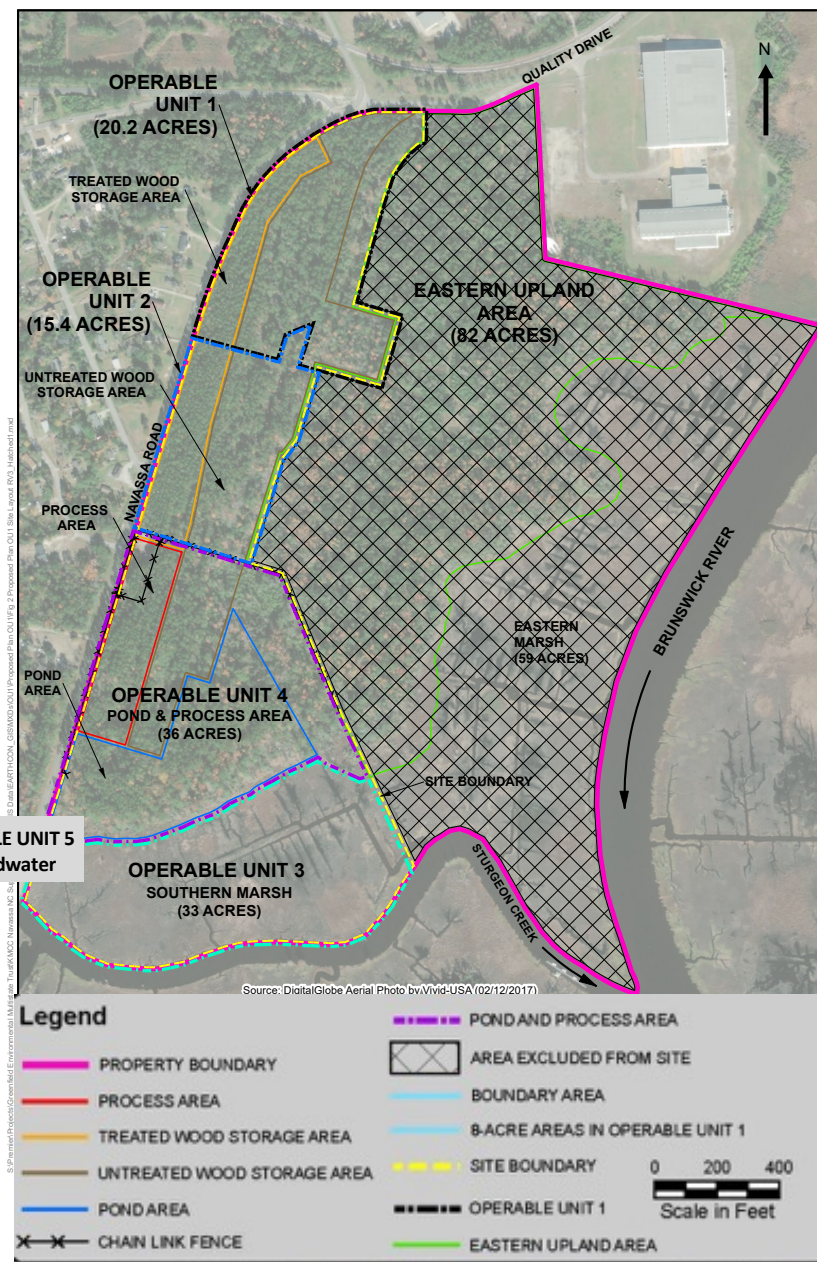 QUALITY DRIVE
N
OPERABLE
UNIT 1
(20.2 ACRES)
TREATED WOOD
STORAGE AREA
OPERABLE
UNIT 2
(15.4 ACRES)
EASTERN UPLAND
AREA
(82 ACRES)
UNTREATED WOOD
STORAGE AREA
NAVASSA ROAD
PROCESS
AREA
BRUNSWICK RIVER
EASTERN
MARSH
(59 ACRES)
POND
AREA
OPERABLE UNIT 4
POND & PROCESS AREA
(36 ACRES)
SITE BOUNDARY
LE UNIT 5
dwater
OPERABLE UNIT 3
SOUTHERN MARSH
(33 ACRES)
STURGEON CREEK
Source: DigitalGlobe Aerial Photo by Vivid-USA (02/12/2017)
Legend
PROPERTY BOUNDARY
PROCESS AREA
TREATED WOOD STORAGE AREA
UNTREATED WOOD STORAGE AREA
POND AREA
CHAIN LINK FENCE
POND AND PROCESS AREA
AREA EXCLUDED FROM SITE
BOUNDARY AREA
8-ACRE AREAS IN OPERABLE UNIT 1
SITE BOUNDARY
OPERABLE UNIT 1
EASTERN UPLAND AREA
0 200 400
Scale in Feet